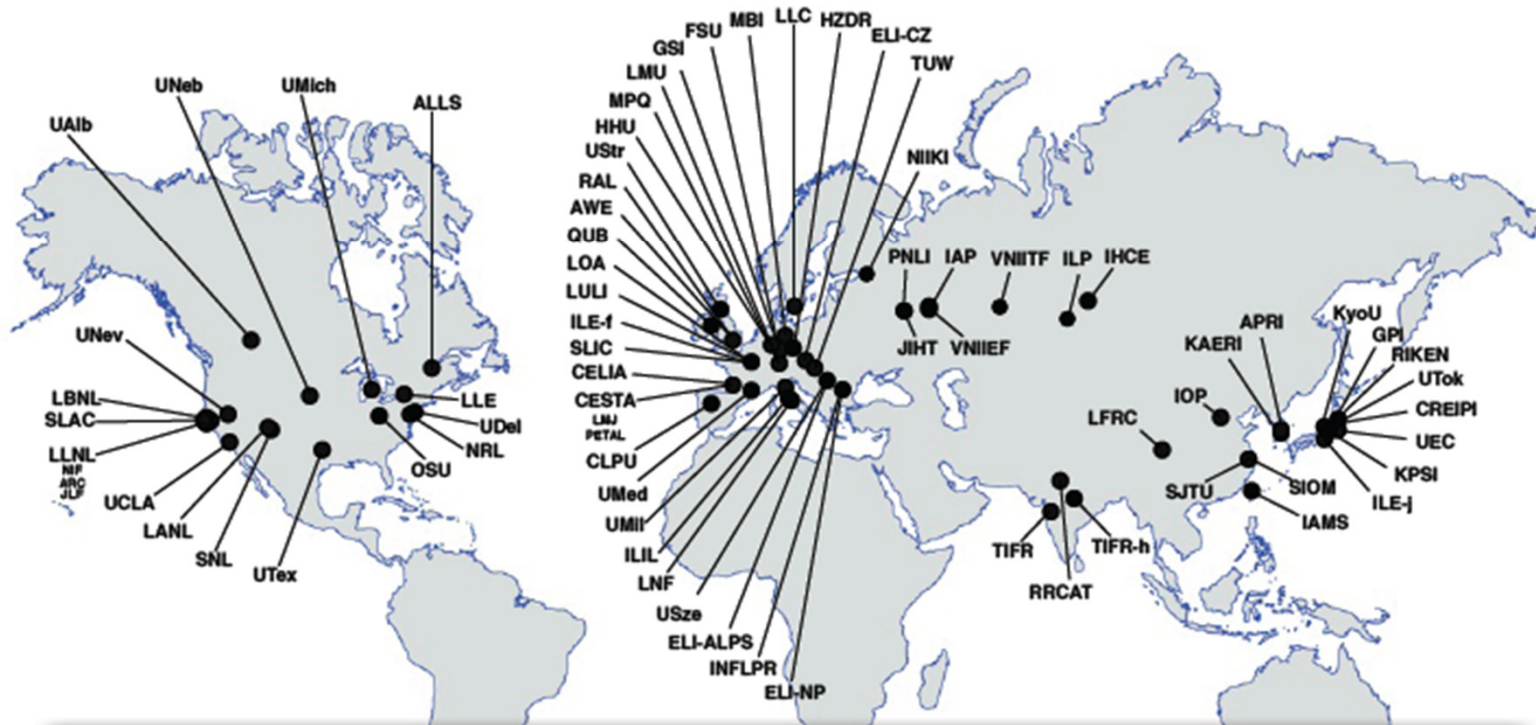 UNeb
UMich
ALLS
UAlb
UNev
LBNL
SLAC
LLNL
NIF
ARC
JLF
UCLA
LANL
SNL
UTex
LLE
UDel
NRL
OSU
LLC
MBI
HZDR
FSU
ELI-CZ
GSI
TUW
LMU
MPQ
HHU
UStr
RAL
AWE
QUB
LOA
LULI
ILE-f
SLIC
CELIA
CESTA
LMJ
PETAL
CLPU
UMed
UMil
ILIL
LNF
USze
ELI-ALPS
INFLPR
ELI-NP
NIIKI
PNLI
IAP
VNIITF
ILP
IHCE
JIHT
VNIIEF
KyoU
APRI
GPI
KAERI
RIKEN
UTok
IOP
CREIPI
LFRC
UEC
KPSI
SJTU
SIOM
ILE-j
IAMS
TIFR
TIFR-h
RRCAT